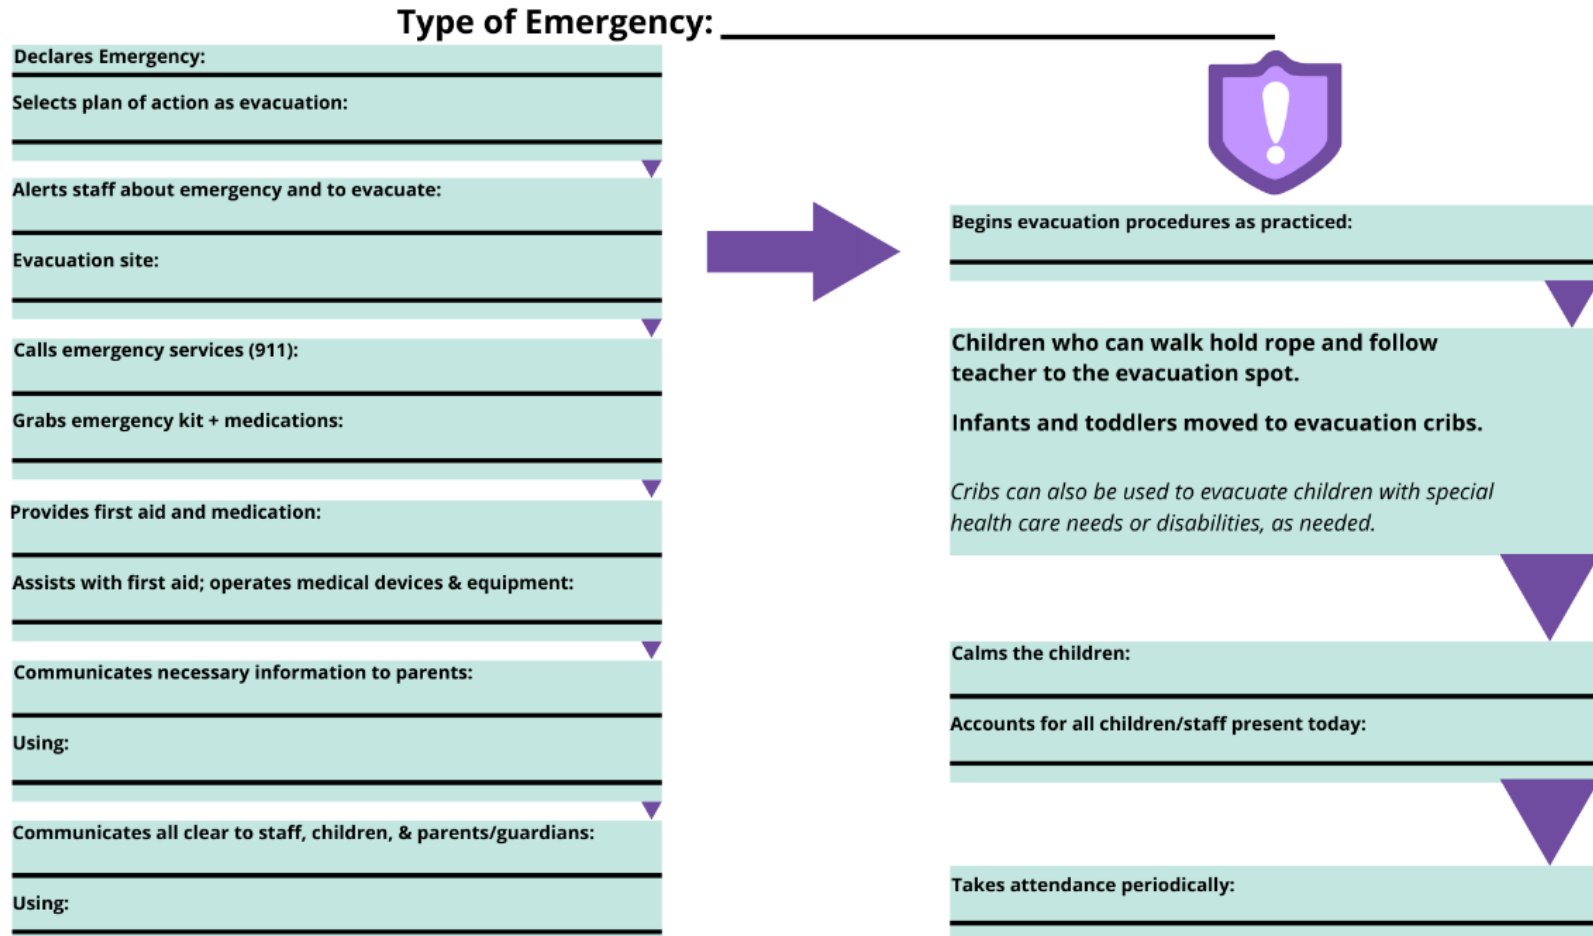 Type of Emergency:
Declares Emergency:
Selects plan of action as evacuation:
Alerts staff about emergency and to evacuate:
Evacuation site:
Calls emergency services (911):
Grabs emergency kit + medications:
Provides first aid and medication:
Assists with first aid; operates medical devices & equipment:
Communicates necessary information to parents:
Using:
Communicates all clear to staff, children, & parents/guardians:
Using:
Begins evacuation procedures as practiced:
Children who can walk hold rope and follow
teacher to the evacuation spot.
Infants and toddlers moved to evacuation cribs.
Cribs can also be used to evacuate children with special
health care needs or disabilities, as needed.
Calms the children:
Accounts for all children/staff present today:
Takes attendance periodically: